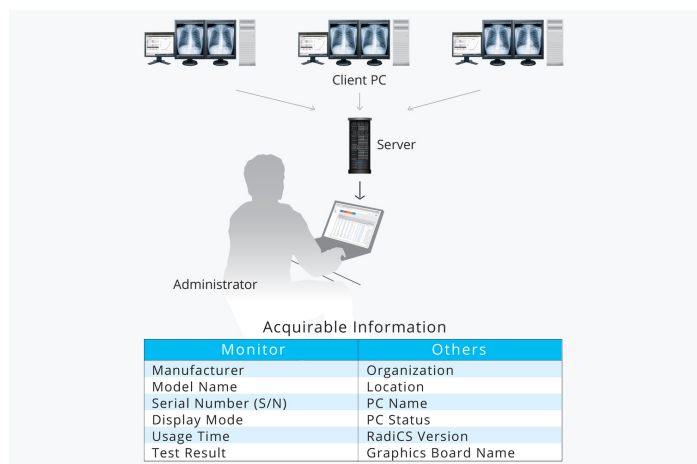 Client PC
Server
Administrator
Acquirable Information
Monitor Others
Manufacturer Organization
Model Name Location
Serial Number (S/N) PC Name
Display Mode PC Status
Usage Time RadiCS Version
Test Result Graphics Board Name